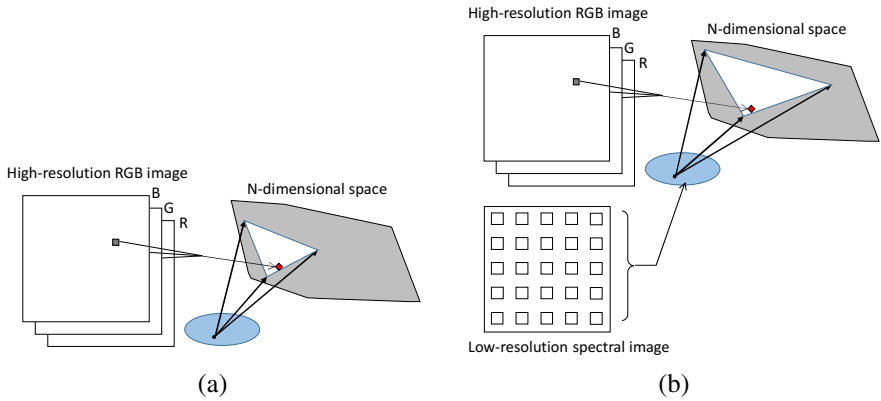 High-resolution RGB image
B
G
R
N-dimensional space
(a)
High-resolution RGB image
B
G
R
N-dimensional space
Low-resolution spectral image
(b)